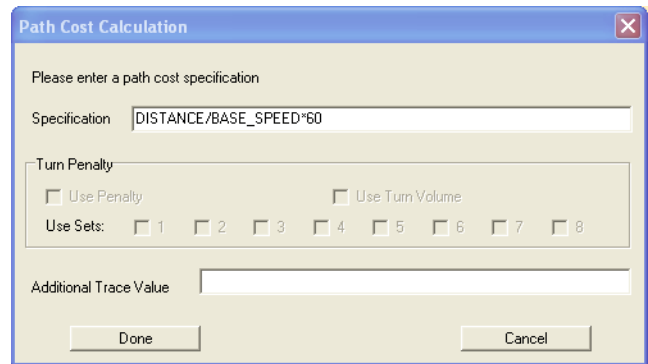 Path Cost Calculation
Please enter a path cost specification
Specification DISTANCE/BASE_SPEED*60
Turn Penalty
Use Penalty Use Turn Volume
Use Sets: 1 2 3 4 5 6 7 8
Additional Trace Value
Done Cancel